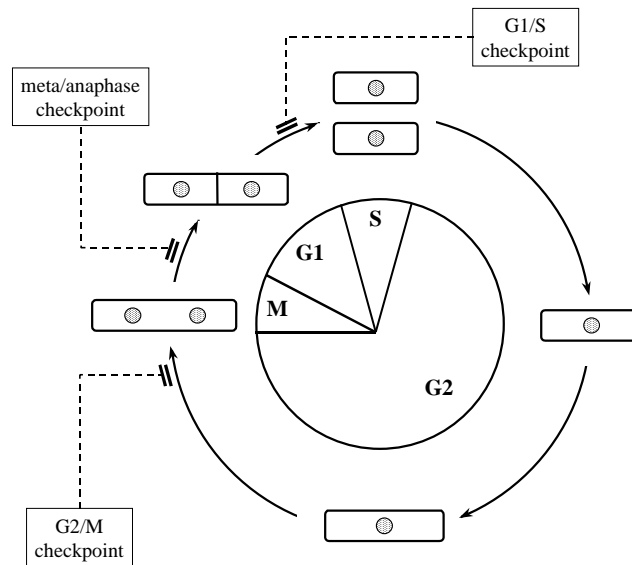 G1/S
checkpoint
meta/anaphase
checkpoint
S
G1
M
G2
G2/M
checkpoint